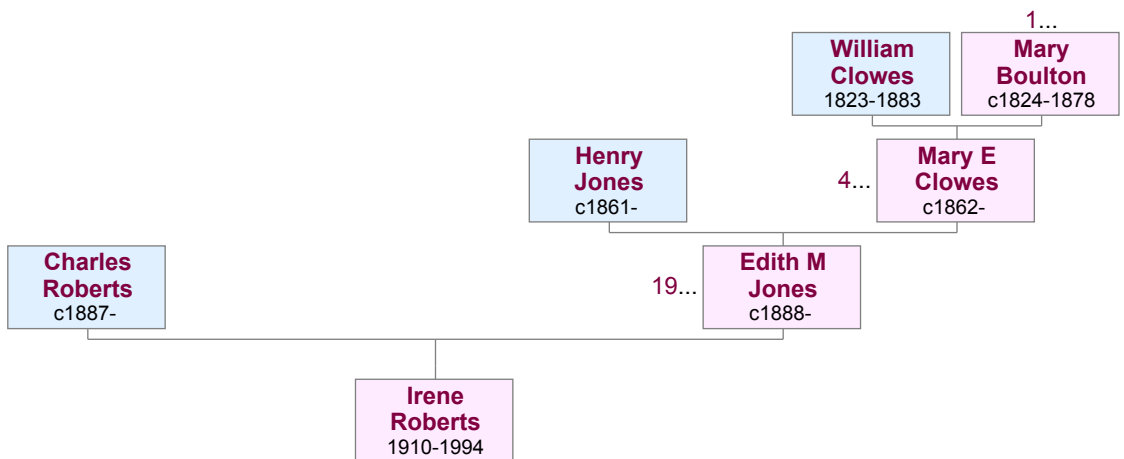 1...
William
Clowes
1823-1883
Mary
Boulton
c1824-1878
Henry
Jones
c1861-
4...
Mary E
Clowes
c1862-
Charles
Roberts
c1887-
19...
Edith M
Jones
c1888-
Irene
Roberts
1910-1994